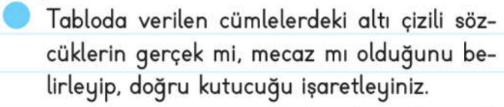 Tabloda verilen cümlelerdeki altı çizili söz-
cüklerin gerçek mi, mecaz mı olduğunu be-
lirleyip, doğru kutucuğu işaretleyiniz.